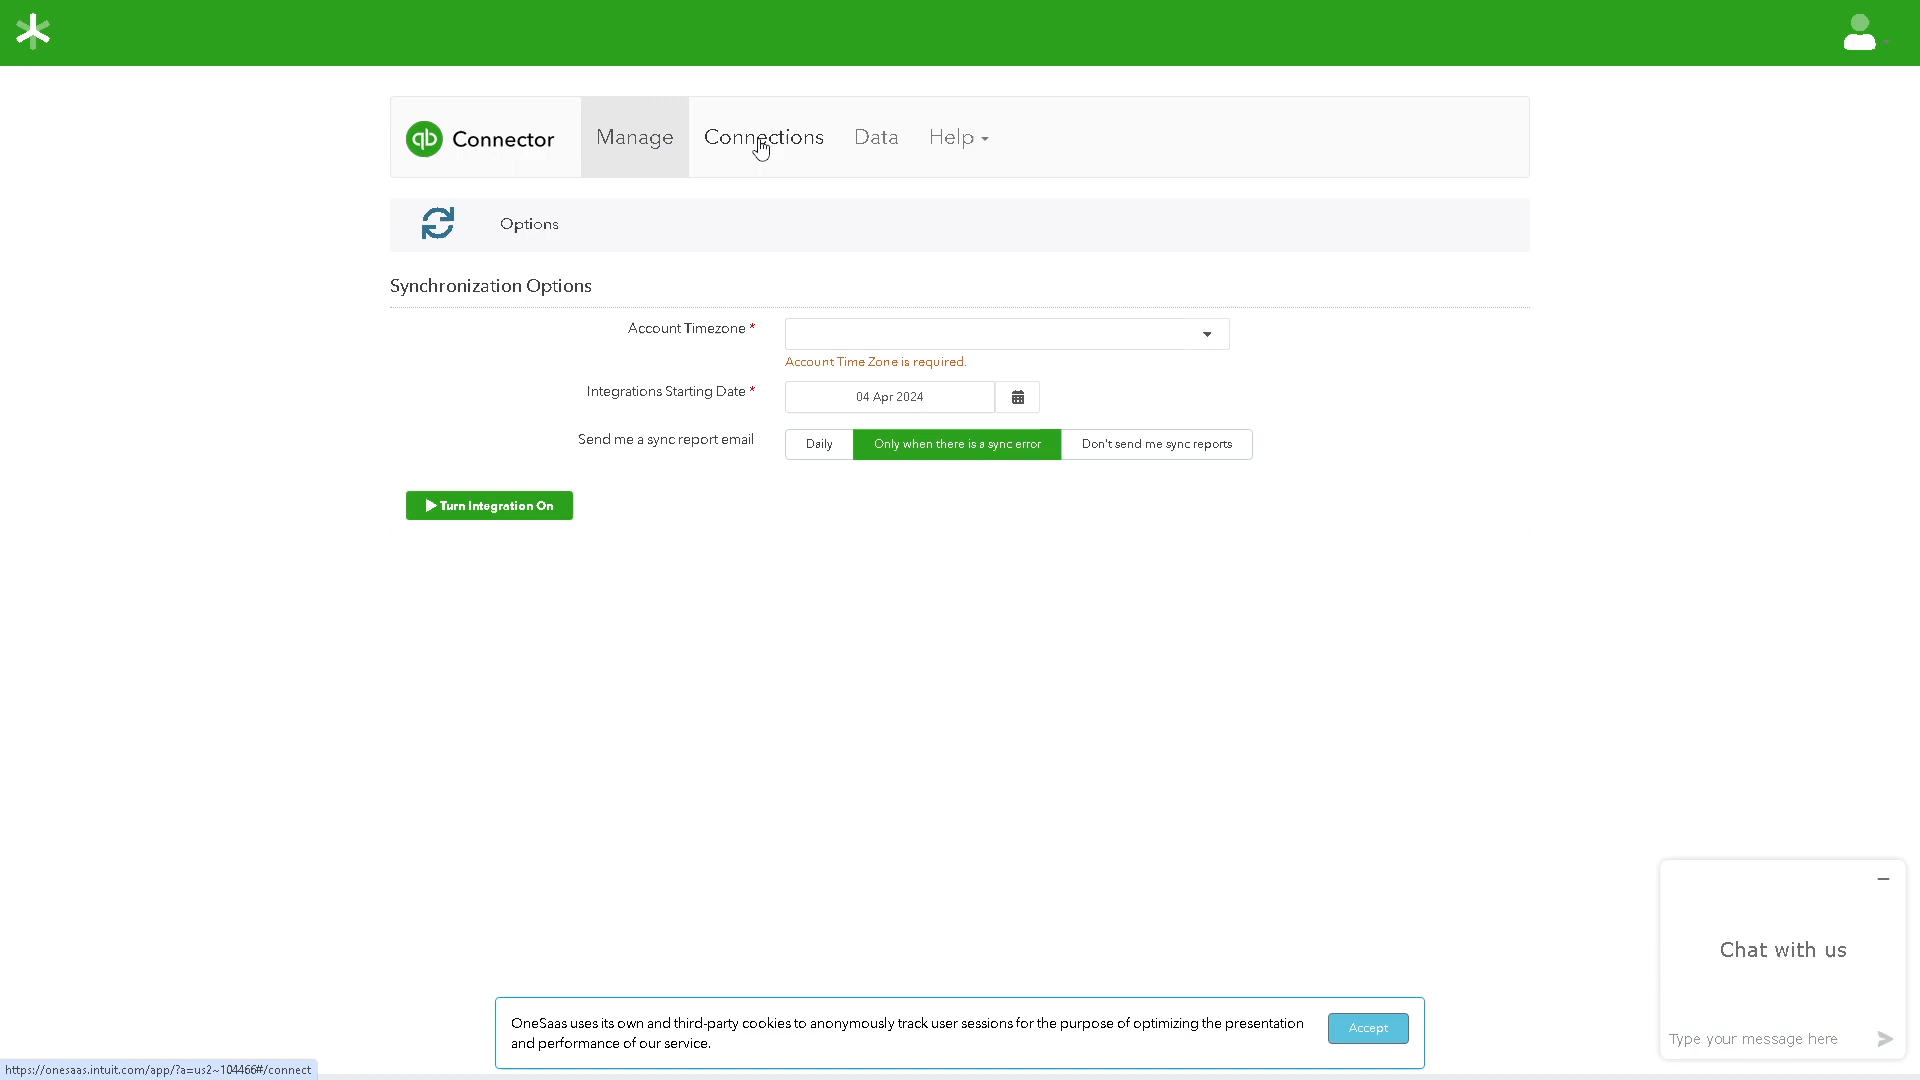 qb Connector
Manage
Connections
Data
Help
Options
Synchronization Options
Account Timezone *
Account Time Zone is required.
Integrations Starting Date *
04 Apr 2024
Send me a sync report email
Daily
Only when there is a sync error
Don't send me sync reports
Turn Integration On
Chat with us
Type your message here
OneSaas uses its own and third-party cookies to anonymously track user sessions for the purpose of optimizing the presentation
and performance of our service.
Accept
https://onesaas.intuit.com/app/?a=us2~104466#/connect